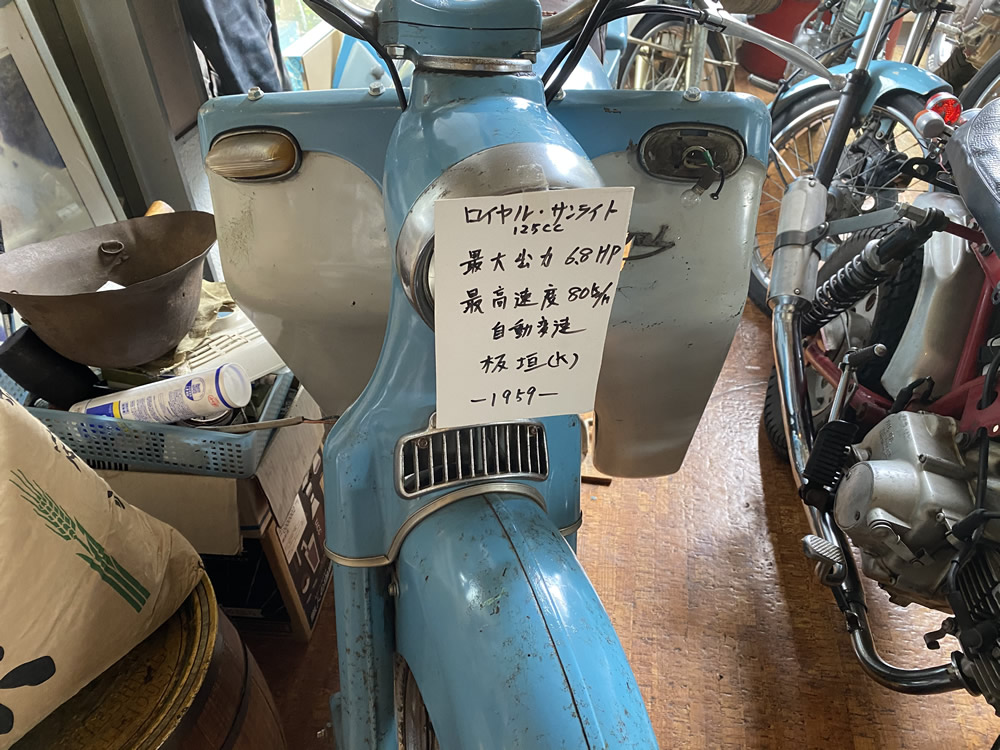 ロイヤル・サンライト
125cc
最大出力 6.8HP
最高速度 80㎞/h
自動変速
板垣(K)
-1959-